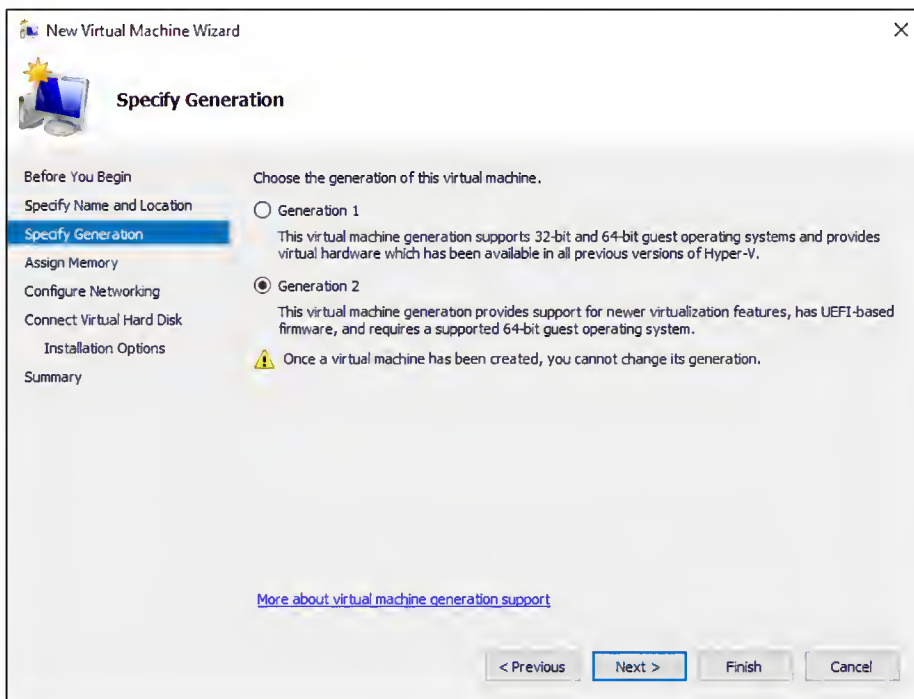 New Virtual Machine Wizard
Specify Generation
Before You Begin
Specify Name and Location
Specify Generation
Assign Memory
Configure Networking
Connect Virtual Hard Disk
Installation Options
Summary
Choose the generation of this virtual machine.
Generation 1
This virtual machine generation supports 32-bit and 64-bit guest operating systems and provides
virtual hardware which has been available in all previous versions of Hyper-V.
Generation 2
This virtual machine generation provides support for newer virtualization features, has UEFI-based
firmware, and requires a supported 64-bit guest operating system.
Once a virtual machine has been created, you cannot change its generation.
More about virtual machine generation support
< Previous
Next >
Finish
Cancel